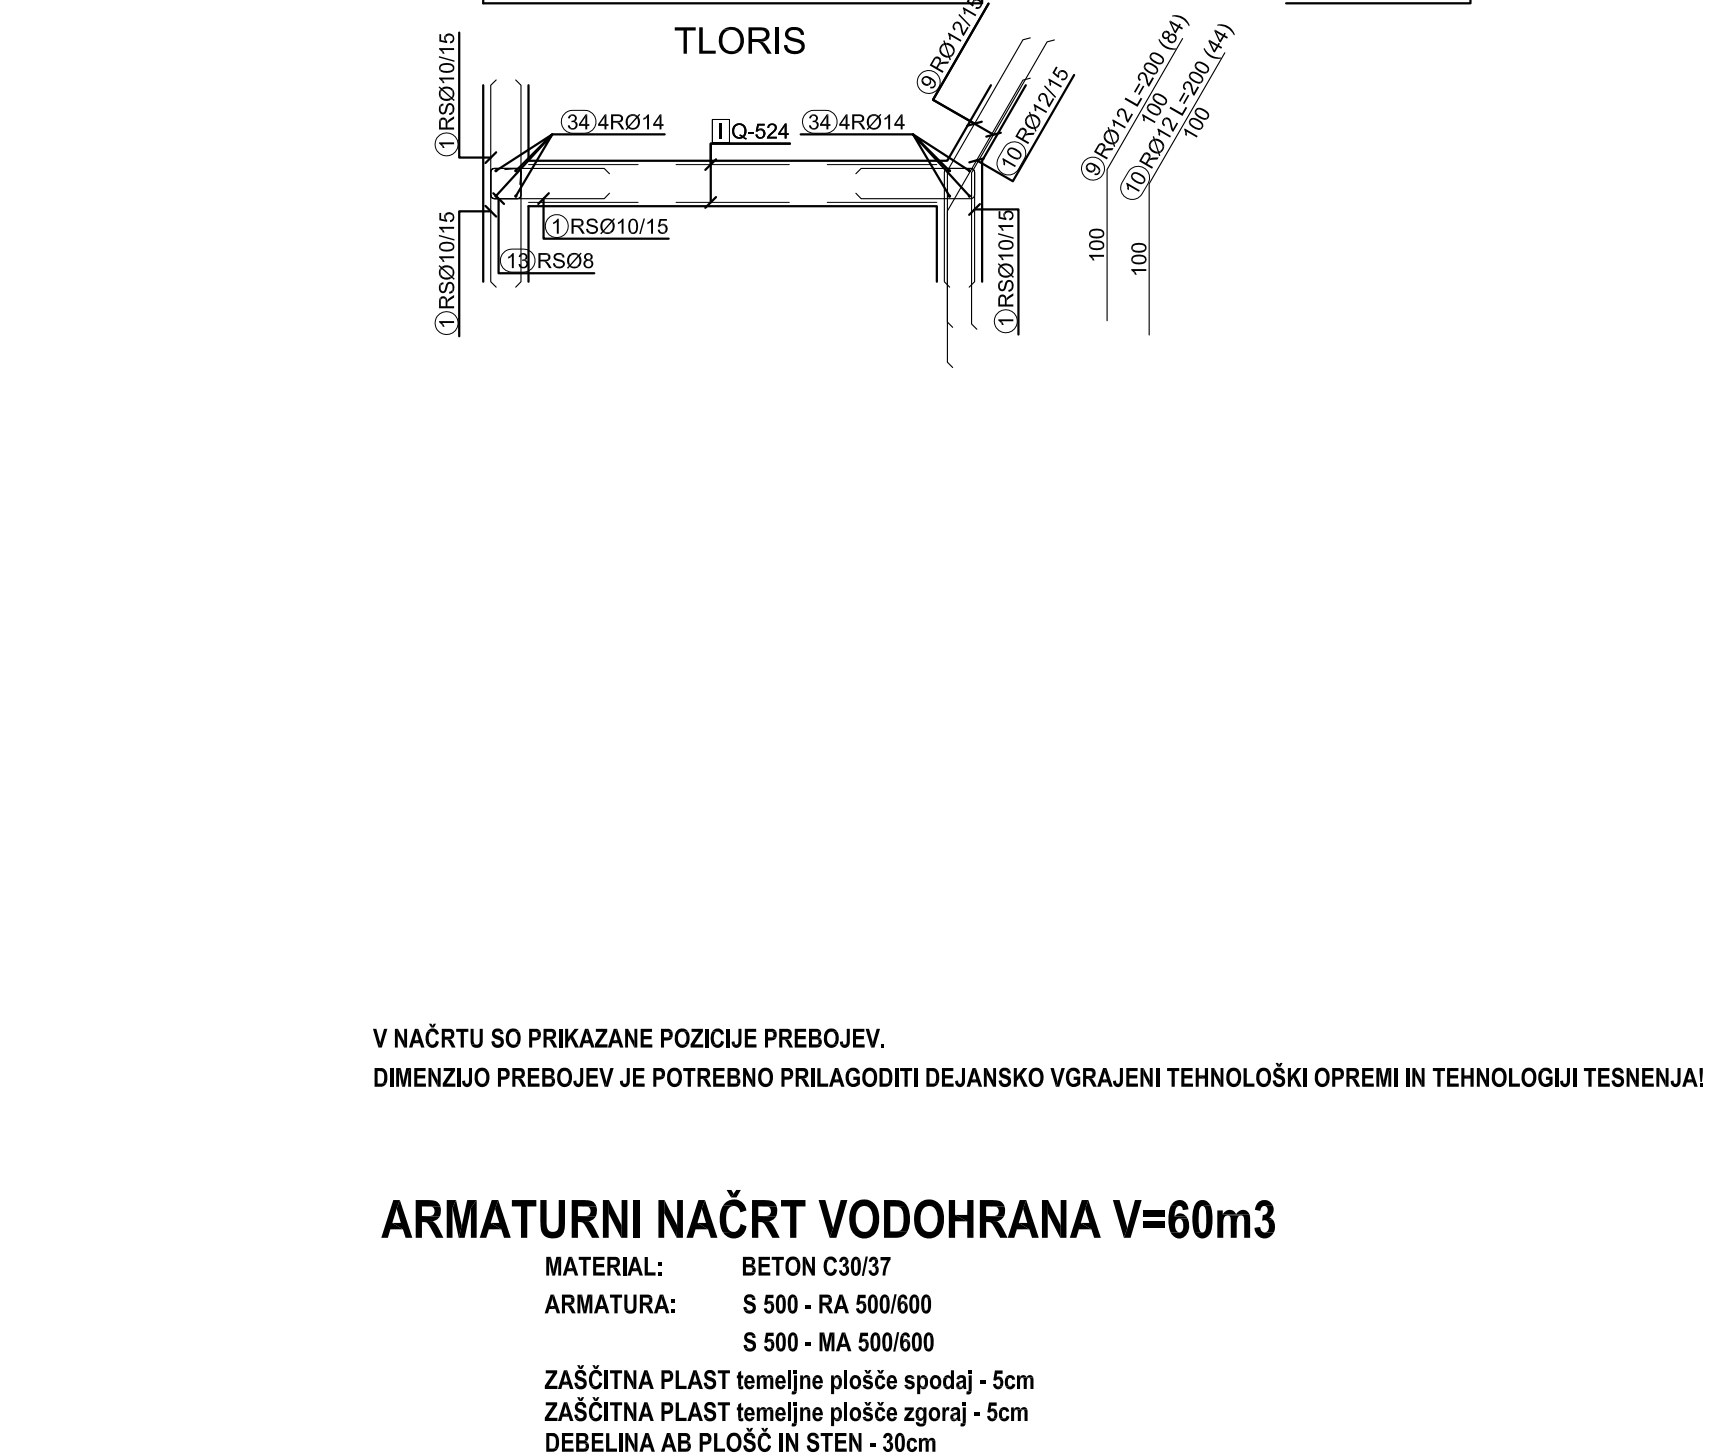 TLORIS
①RSØ10/15
㉞4RØ14
I Q-524
㉞4RØ14
⑨RØ12/15
⑩RØ12/15
⑨RØ12 L=200 (84)
100
⑩RØ12 L=200 (44)
100
①RSØ10/15
①RSØ10/15
⑬RSØ8
①RSØ10/15
100
100
V NAČRTU SO PRIKAZANE POZICIJE PREBOJEV.
DIMENZIJO PREBOJEV JE POTREBNO PRILAGODITI DEJANSKO VGRAJENI TEHNOLOŠKI OPREMI IN TEHNOLOGIJI TESNENJA!
ARMATURNI NAČRT VODOHRANA V=60m3
MATERIAL: BETON C30/37
ARMATURA: S 500 - RA 500/600
S 500 - MA 500/600
ZAŠČITNA PLAST temeljne plošče spodaj - 5cm
ZAŠČITNA PLAST temeljne plošče zgoraj - 5cm
DEBELINA AB PLOŠČ IN STEN - 30cm